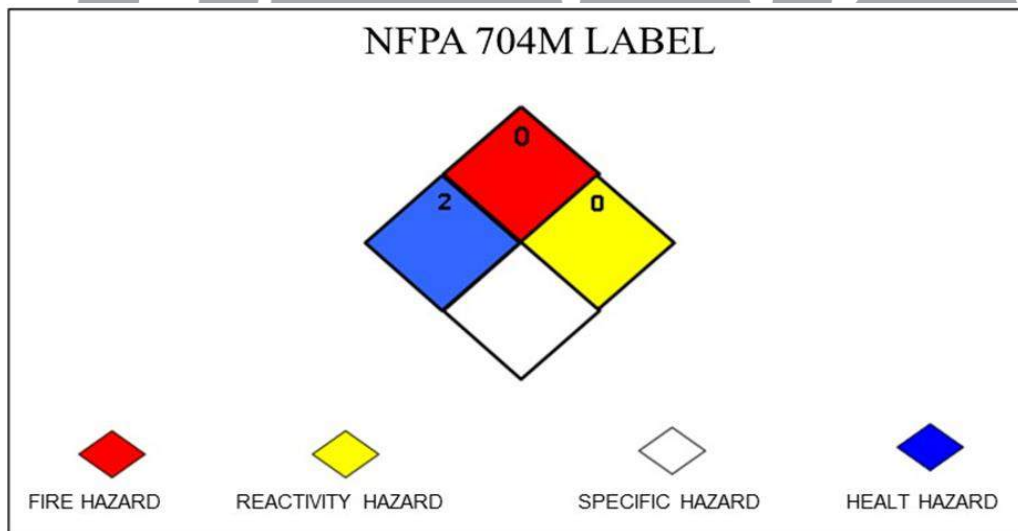 NFPA 704M LABEL
0
2
0
FIRE HAZARD
REACTIVITY HAZARD
SPECIFIC HAZARD
HEALT HAZARD